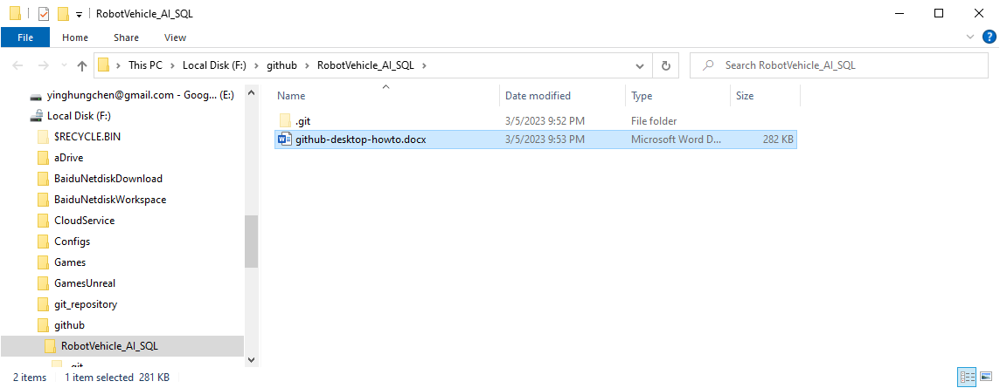 RobotVehicle_AI_SQL
File Home Share View
This PC Local Disk (F:) github RobotVehicle_AI_SQL
Search RobotVehicle_AI_SQL
yinghungchen@gmail.com - Goog... (E:)
Local Disk (F:)
$RECYCLE.BIN
aDrive
BaiduNetdiskDownload
BaiduNetdiskWorkspace
CloudService
Configs
Games
GamesUnreal
git_repository
github
RobotVehicle_AI_SQL
.git
Name Date modified Type Size
.git 3/5/2023 9:52 PM File folder
github-desktop-howto.docx 3/5/2023 9:53 PM Microsoft Word D... 282 KB
2 items 1 item selected 281 KB